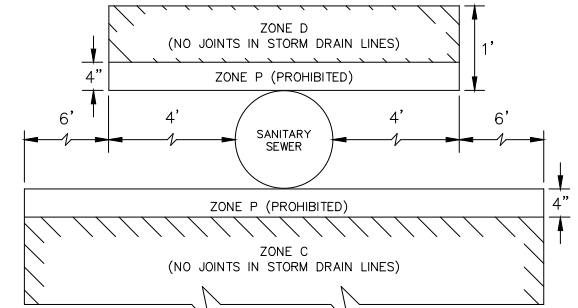 ZONE D
(NO JOINTS IN STORM DRAIN LINES)
1'
4"
ZONE P (PROHIBITED)
6'
4'
SANITARY
SEWER
4'
6'
ZONE P (PROHIBITED)
4"
ZONE C
(NO JOINTS IN STORM DRAIN LINES)